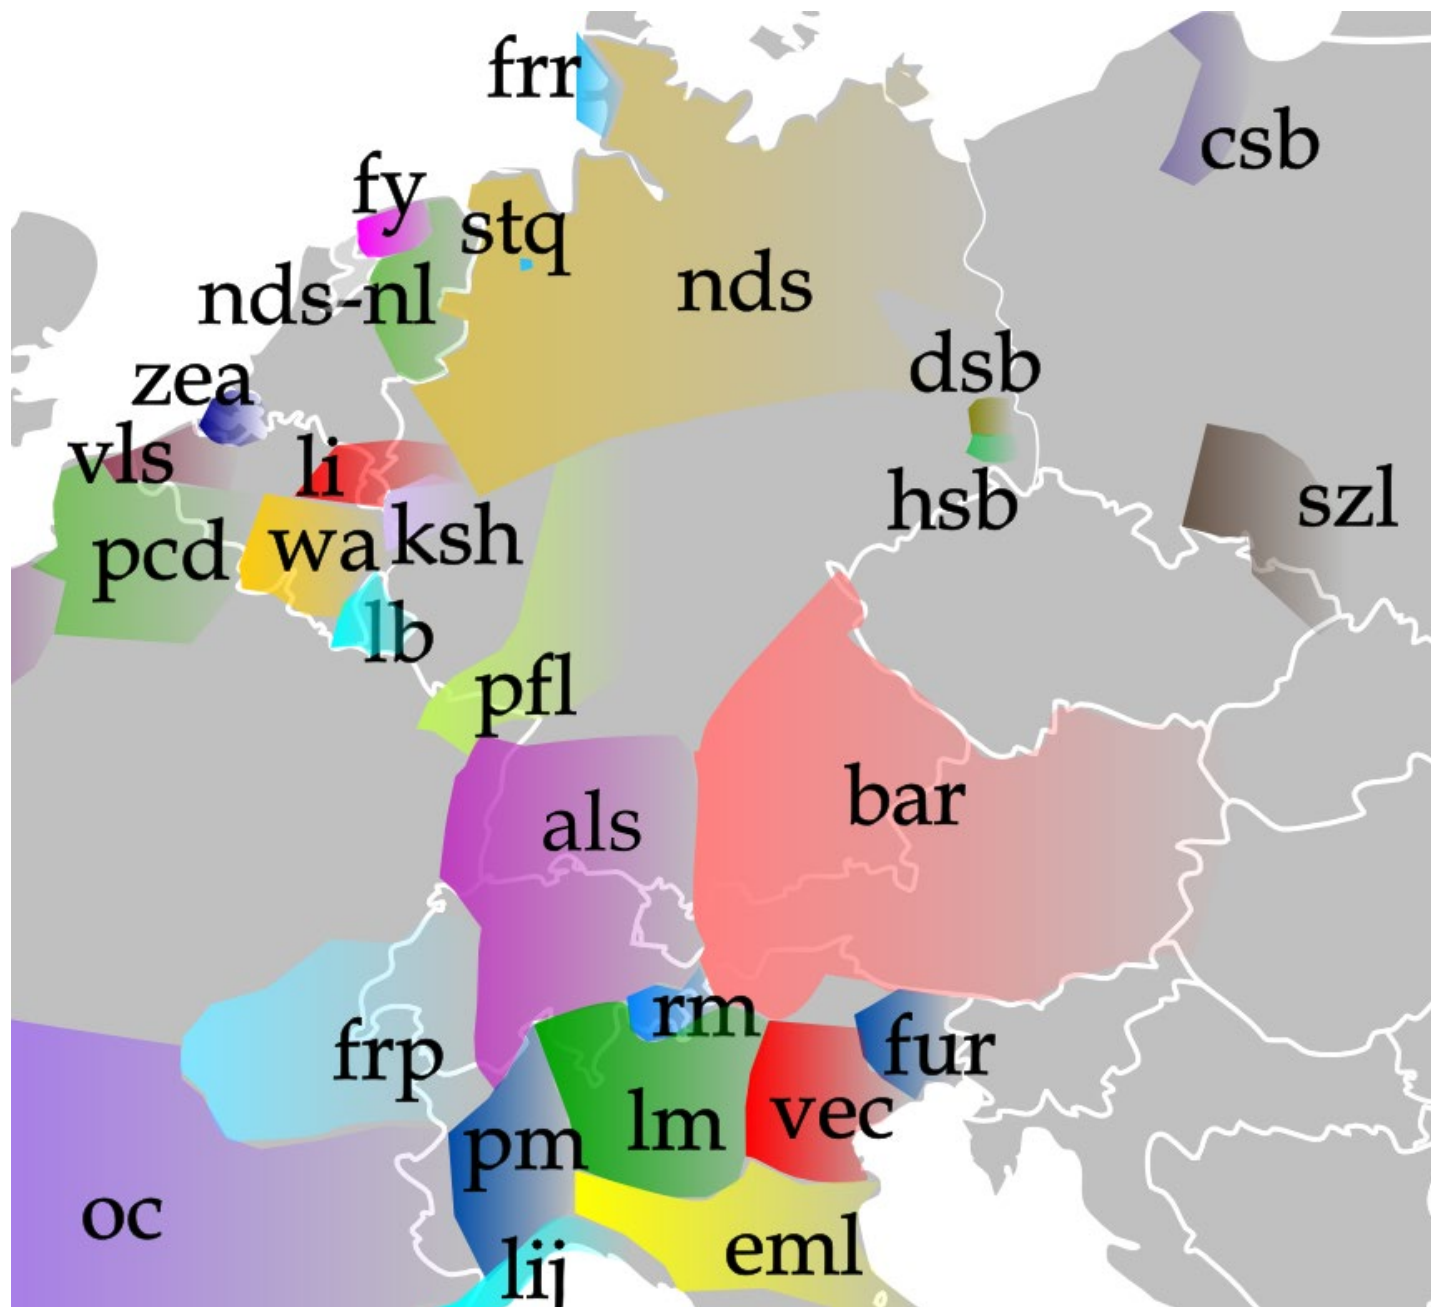 frr
csb
fy
stq
nds-nl
nds
zea
dsb
vls
li
hsb
szl
pcd
wa
ksh
lb
pfl
als
bar
frp
rm
fur
pm
lm
vec
oc
lij
eml